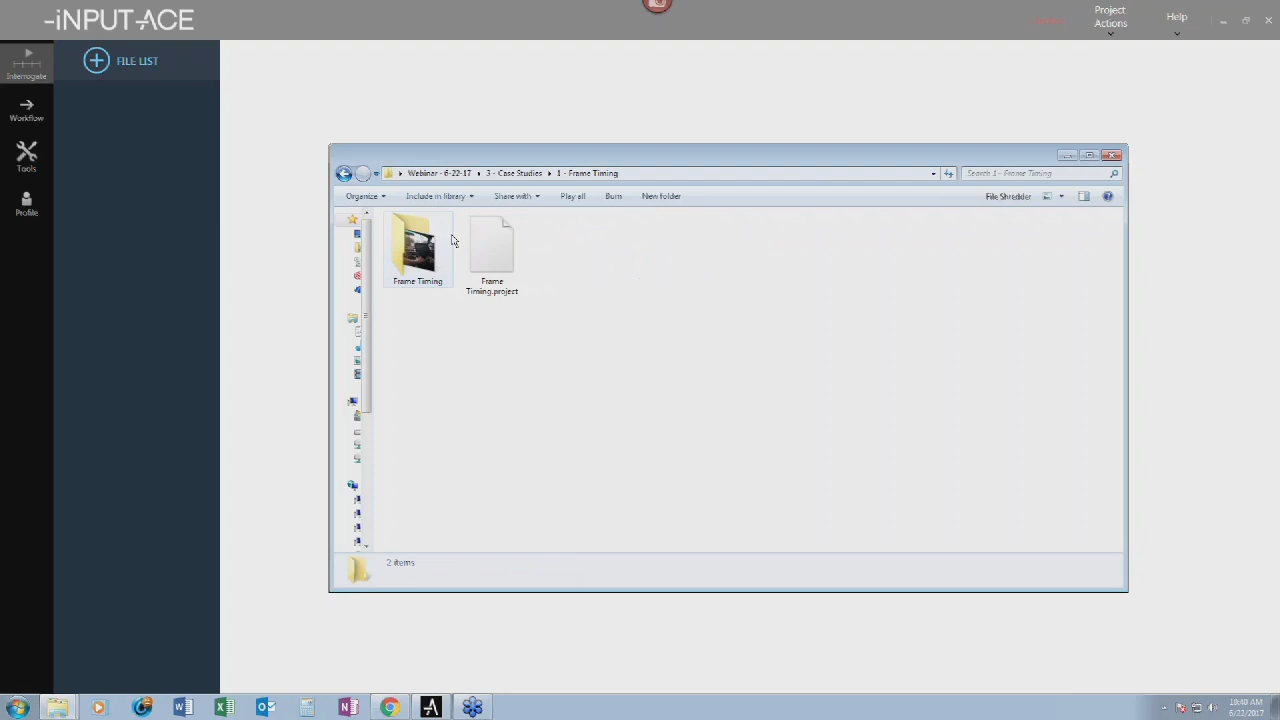 -iNPUT-ACE
Project
Actions
Help
Interrogate
FILE LIST
Workflow
Tools
Profile
Webinar - 6-22-17
3 - Case Studies
1 - Frame Timing
Search 1 - Frame Timing
Organize
Include in library
Share with
Play all
Burn
New folder
File Shredder
Frame Timing
Frame
Timing.project
2 items
10:40 AM
6/22/2017